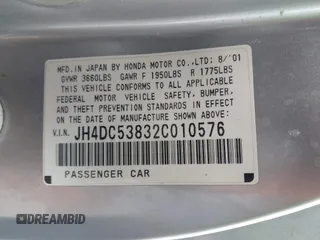 MFD. IN JAPAN BY HONDA MOTOR CO.,LTD; 8/'01
GVWR 3660LBS GAWR F 1950LBS R 1775LBS
THIS VEHICLE CONFORMS TO ALL APPLICABLE
FEDERAL MOTOR VEHICLE SAFETY, BUMPER,
AND THEFT PREVENTION STANDARDS IN EFFECT
ON THE DATE OF MANUFACTURE SHOWN ABOVE.
V.I.N. JH4DC53832C010576
PASSENGER CAR
DREAMBID